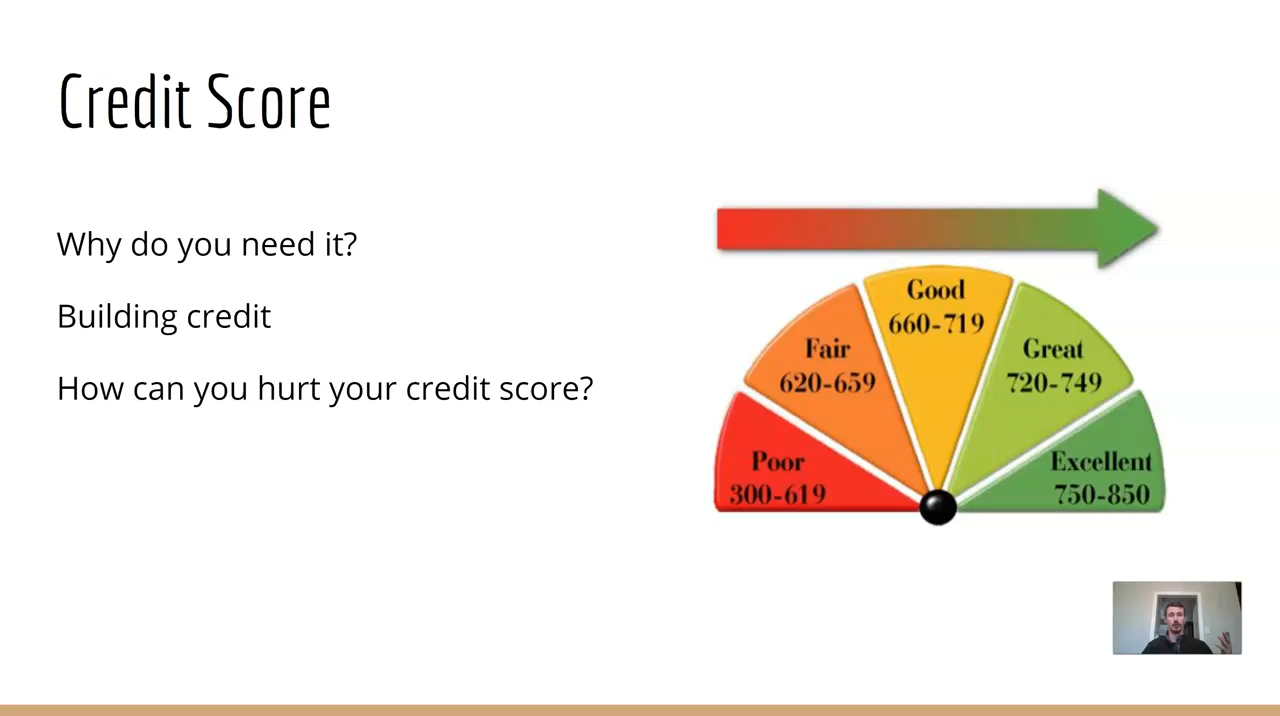 Credit Score
Why do you need it?
Building credit
How can you hurt your credit score?
Good
660-719
Fair
620-659
Great
720-749
Poor
300-619
Excellent
750-850